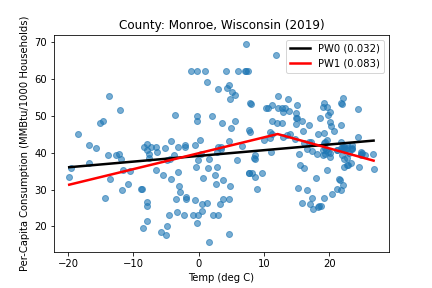 County: Monroe, Wisconsin (2019)
Per-Capita Consumption (MMBtu/1000 Households)
70
60
50
40
30
20
PW0 (0.032)
PW1 (0.083)
−20
−10
0
10
20
Temp (deg C)